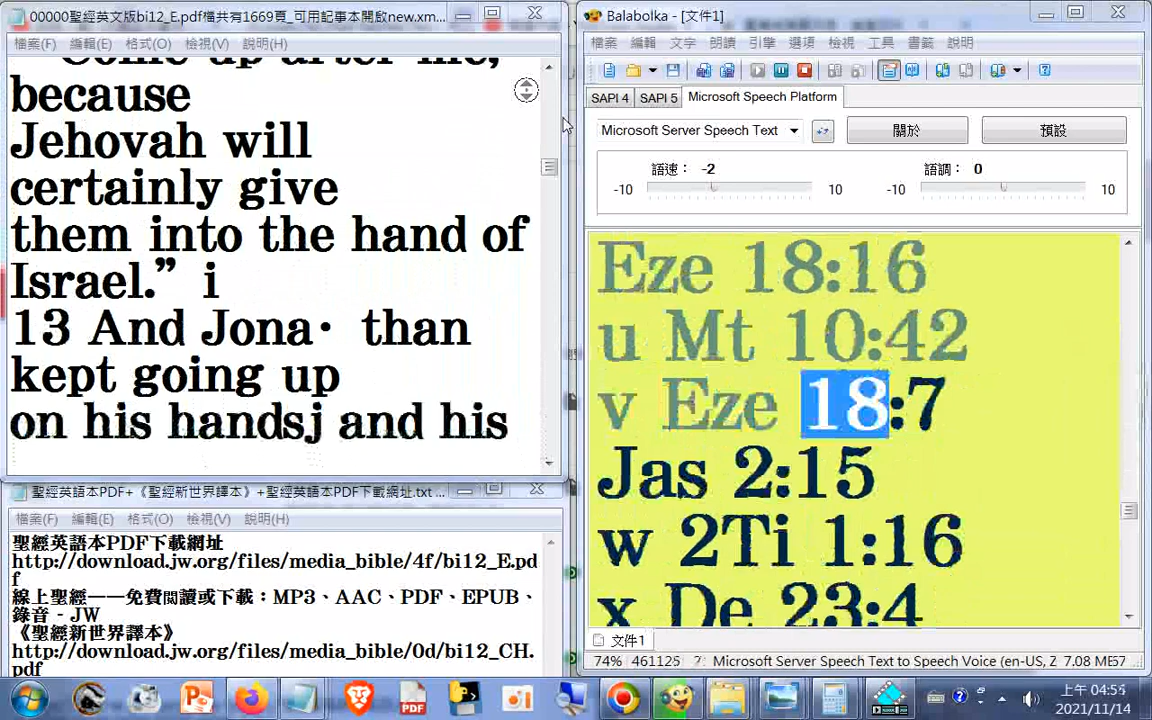 00000聖經英文版bi12_E.pdf檔共有1669頁_可用記事本開啟new.xm...
檔案(F) 編輯(E) 格式(O) 檢視(V) 說明(H)
"Come up after me,
because
Jehovah will
certainly give
them into the hand of
Israel.” i
13 And Jona· than
kept going up
on his handsj and his
聖經英語本PDF+《聖經新世界譯本》+聖經英語本PDF下載網址.txt ...
檔案(F) 編輯(E) 格式(O) 檢視(V) 說明(H)
聖經英語本PDF下載網址
http://download.jw.org/files/media_bible/4f/bi12_E.pd
f
線上聖經——免費閱讀或下載：MP3、AAC、PDF、EPUB、
錄音 - JW
《聖經新世界譯本》
http://download.jw.org/files/media_bible/0d/bi12_CH.
pdf
Balabolka - [文件1]
檔案 編輯 文字 朗讀 引擎 選項 檢視 工具 書籤 說明
SAPI 4 SAPI 5 Microsoft Speech Platform
Microsoft Server Speech Text 關於 預設
語速： -2 語調： 0
-10 10 -10 10
Eze 18:16
u Mt 10:42
v Eze 18:7
Jas 2:15
w 2Ti 1:16
x De 23:4
文件1
74% 461125 Microsoft Server Speech Text to Speech Voice (en-US, Z 7.08 ME
PDF
上午 04:55
2021/11/14